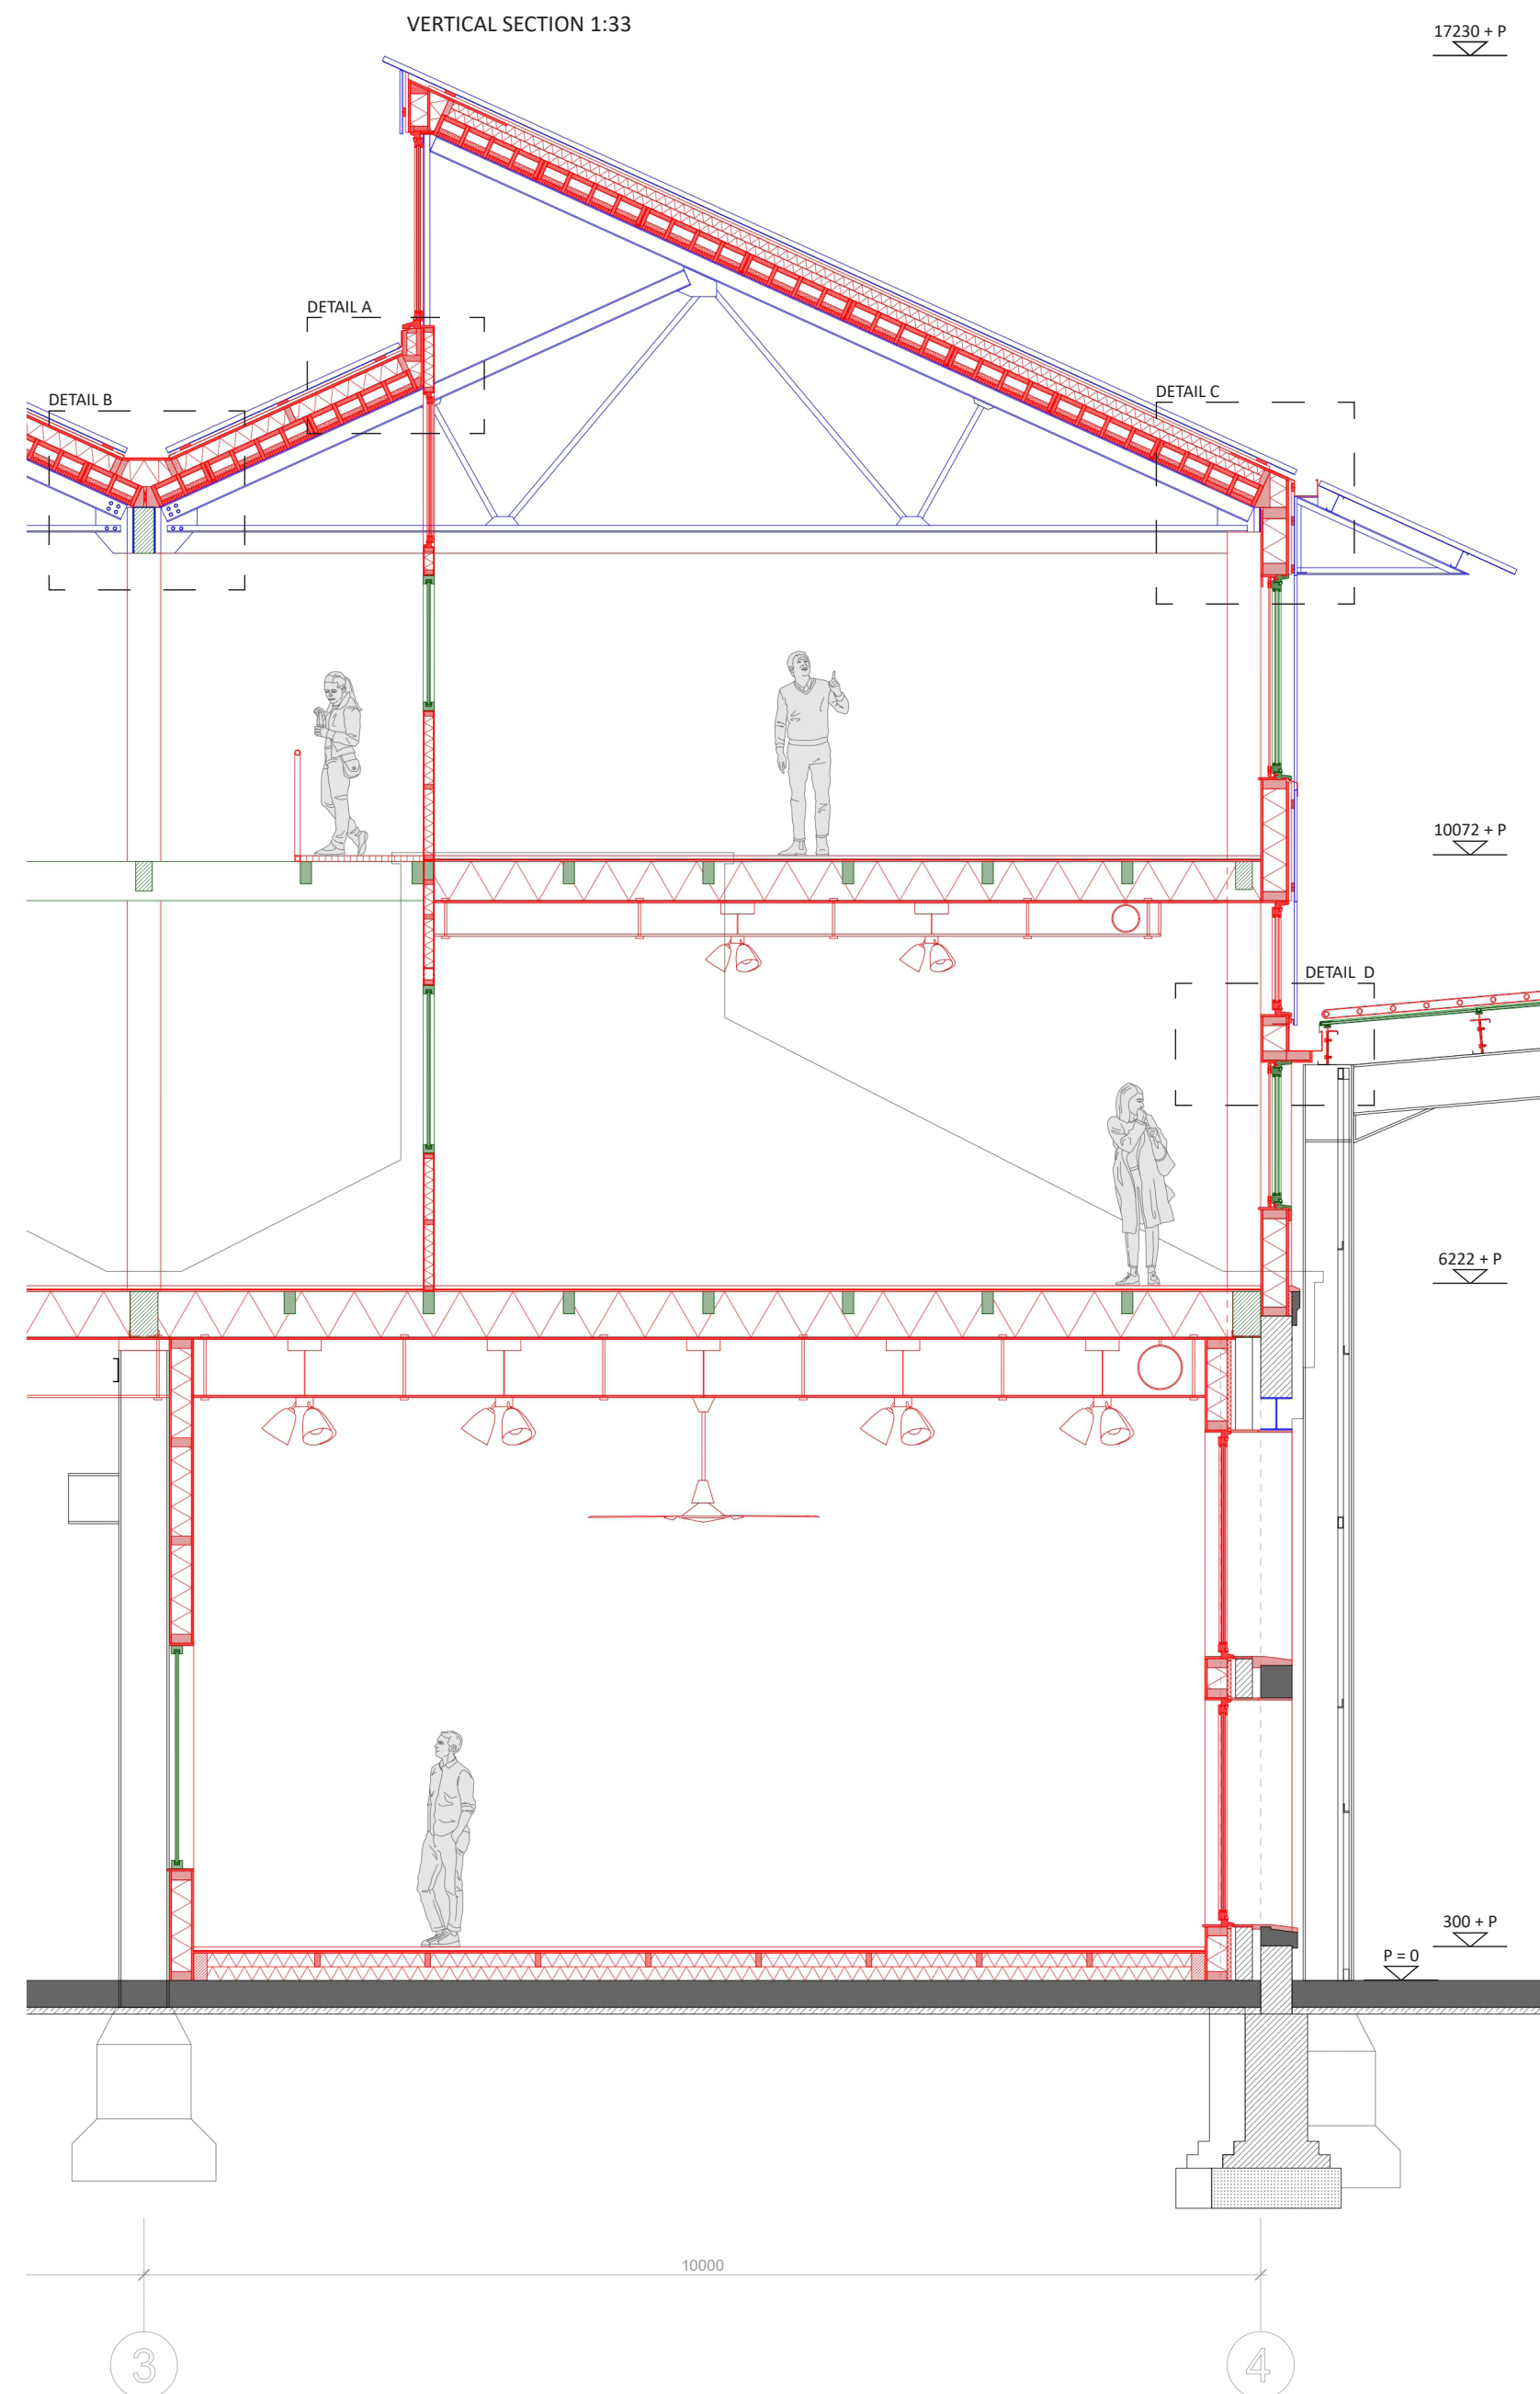 VERTICAL SECTION 1:33
17230 + P
DETAIL A
DETAIL B
DETAIL C
10072 + P
DETAIL D
6222 + P
300 + P
P = 0
10000
3
4